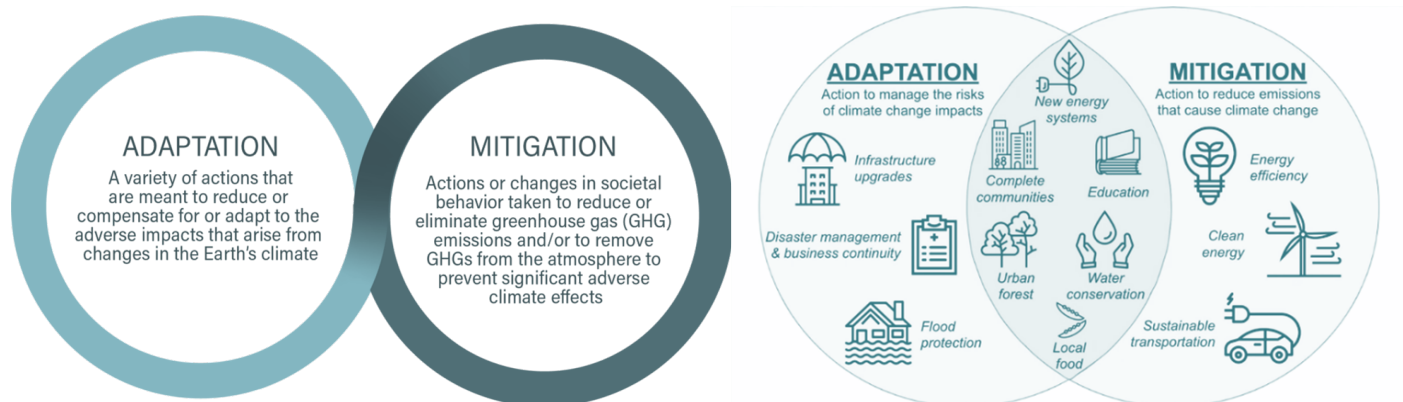 ADAPTATION
A variety of actions that
are meant to reduce or
compensate for or adapt to the
adverse impacts that arise from
changes in the Earth's climate
MITIGATION
Actions or changes in societal
behavior taken to reduce or
eliminate greenhouse gas (GHG)
emissions and/or to remove
GHGs from the atmosphere to
prevent significant adverse
climate effects
ADAPTATION
Action to manage the risks
of climate change impacts
Infrastructure
upgrades
Disaster management
& business continuity
Flood
protection
New energy
systems
Complete
communities
Education
Urban
forest
Water
conservation
Local
food
MITIGATION
Action to reduce emissions
that cause climate change
Energy
efficiency
Clean
energy
Sustainable
transportation